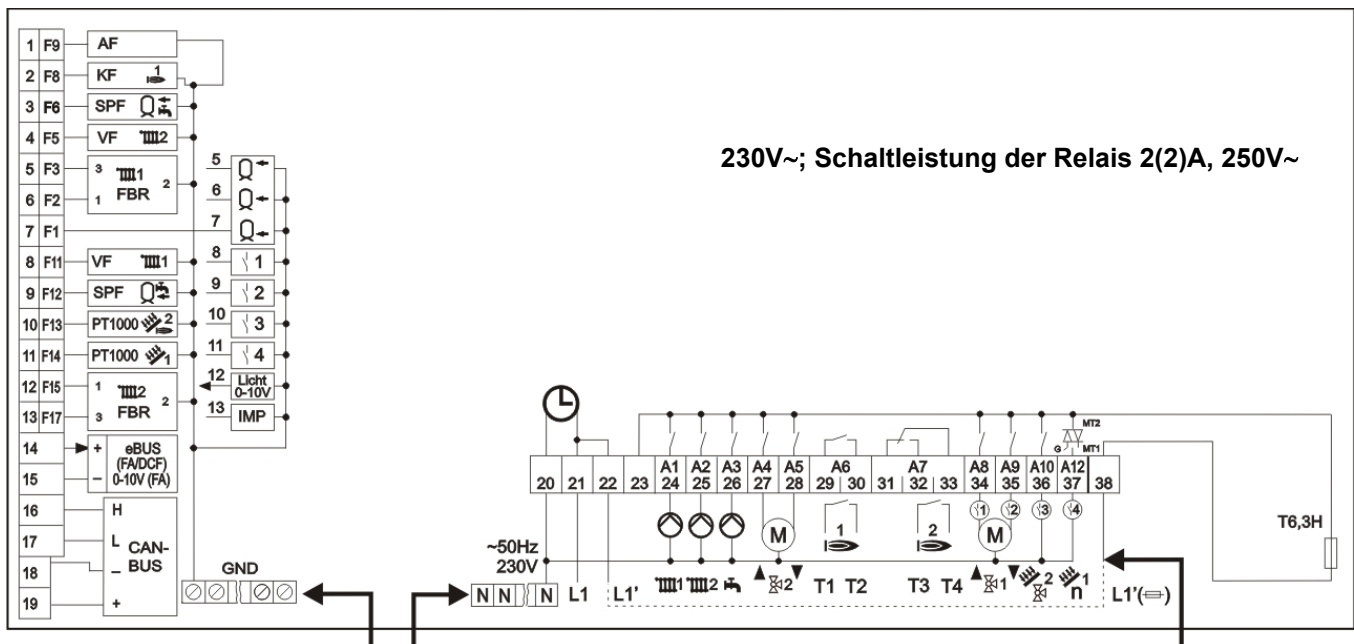 1 F9 AF
2 F8 KF 1
3 F6 SPF
4 F5 VF 2
5 F3 3 1 2
FBR
6 F2 1
7 F1
8 F11 VF 1
9 F12 SPF
10 F13 PT1000 2
11 F14 PT1000 1
12 F15 1 2 2
FBR
13 F17 3
14 + eBUS
(FA/DCF)
15 – 0-10V (FA)
16 H
17 L CAN-
BUS
18 –
19 +
5
6
7
8 1
9 2
10 3
11 4
12 Licht
0-10V
13 IMP
GND
230V~; Schaltleistung der Relais 2(2)A, 250V~
MT2
G MT1
A1 A2 A3 A4 A5 A6 A7 A8 A9 A10 A12
20 21 22 23 24 25 26 27 28 29 30 31 32 33 34 35 36 37 38
1 2 3 4
M 1 2 M
T6,3H
~50Hz
230V
N N N L1 L1' 1 2 2 T1 T2 T3 T4 1 2 1 n L1'( )